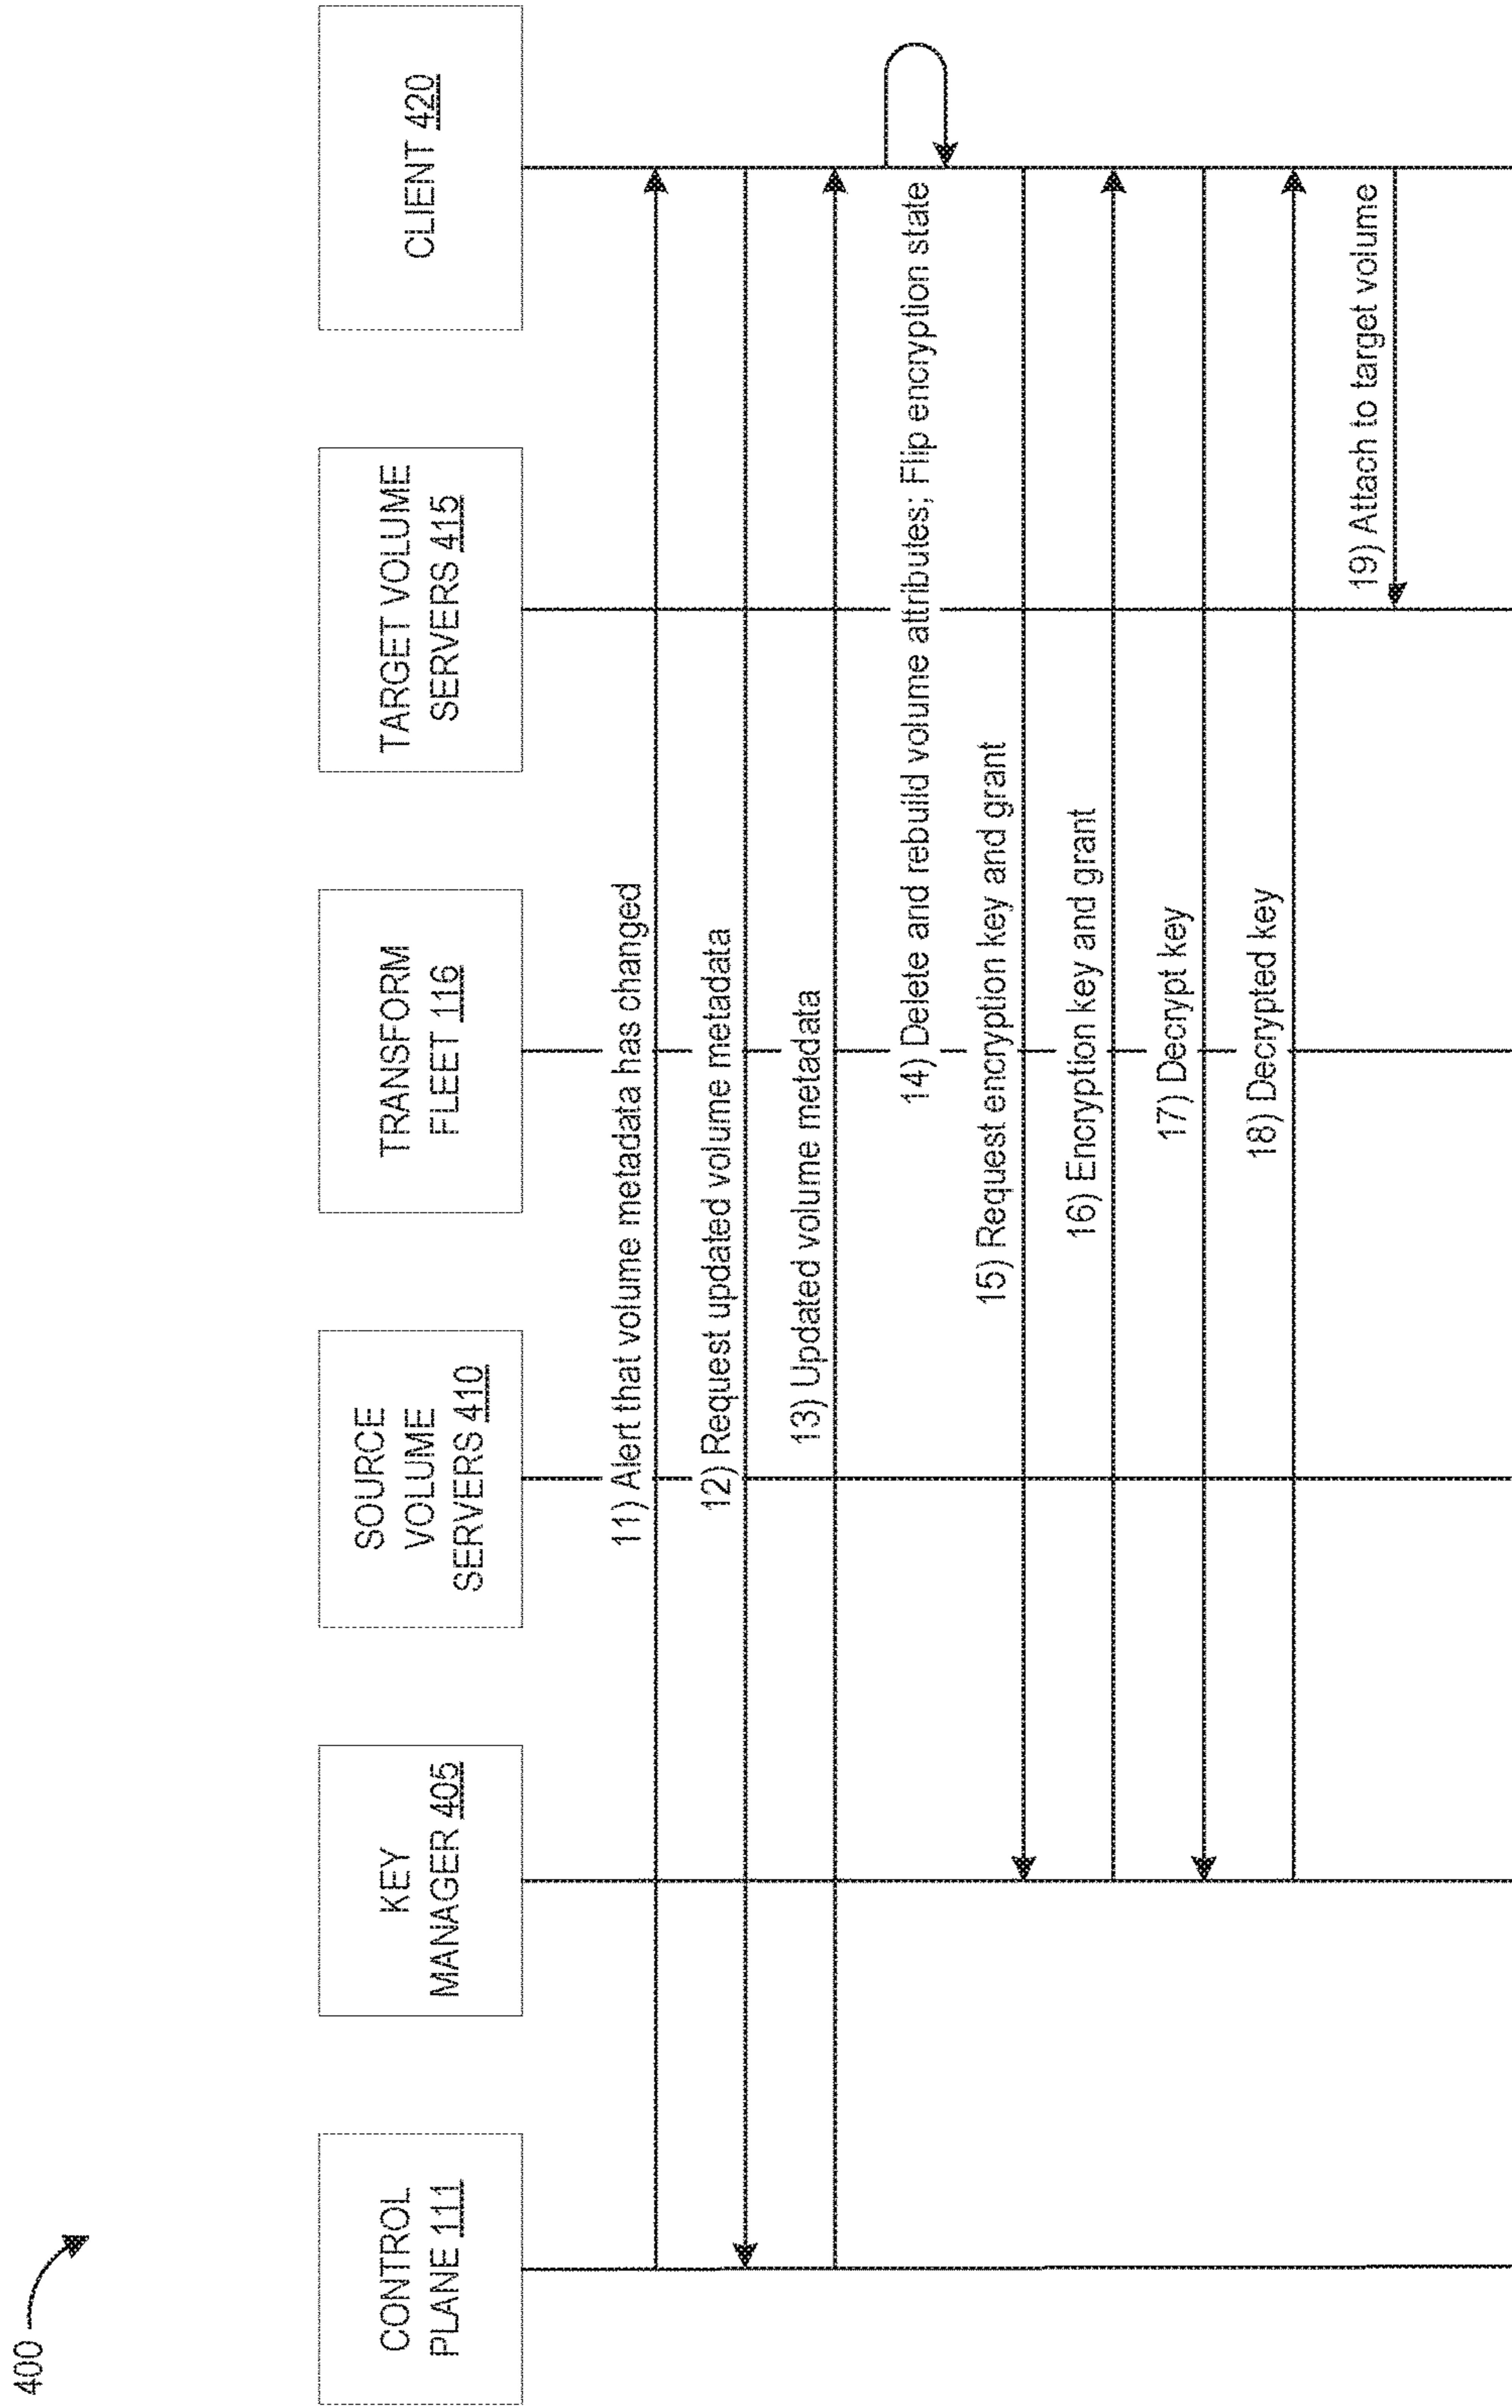 400
CONTROL
PLANE 111
KEY
MANAGER 405
SOURCE
VOLUME
SERVERS 410
TRANSFORM
FLEET 116
TARGET VOLUME
SERVERS 415
CLIENT 420
11) Alert that volume metadata has changed
12) Request updated volume metadata
13) Updated volume metadata
14) Delete and rebuild volume attributes; Flip encryption state
15) Request encryption key and grant
16) Encryption key and grant
17) Decrypt key
18) Decrypted key
19) Attach to target volume